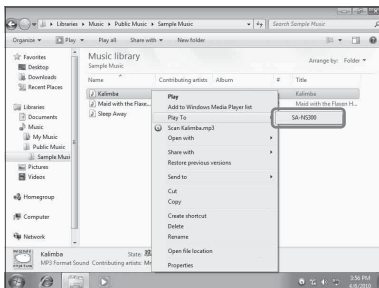 Libraries ▸ Music ▸ Public Music ▸ Sample Music
Search Sample Music
Organize Play Play all Share with New folder
Favorites
Desktop
Downloads
Recent Places
Libraries
Documents
Music
My Music
Public Music
Sample Musi
Pictures
Videos
Homegroup
Computer
Network
Music library
Sample Music
Arrange by: Folder
Name Contributing artists Album # Title
Kalimba Kalimba
Maid with the Flaxe... Maid with the Flaxen H...
Sleep Away
Play
Add to Windows Media Player list
Play To
SA-NS300
Scan Kalimba.mp3
Open with
Share with
Restore previous versions
Send to
Cut
Copy
Create shortcut
Delete
Rename
Open file location
Properties
Kalimba State:
MP3 Format Sound Contributing artists: Mr
3:56 PM